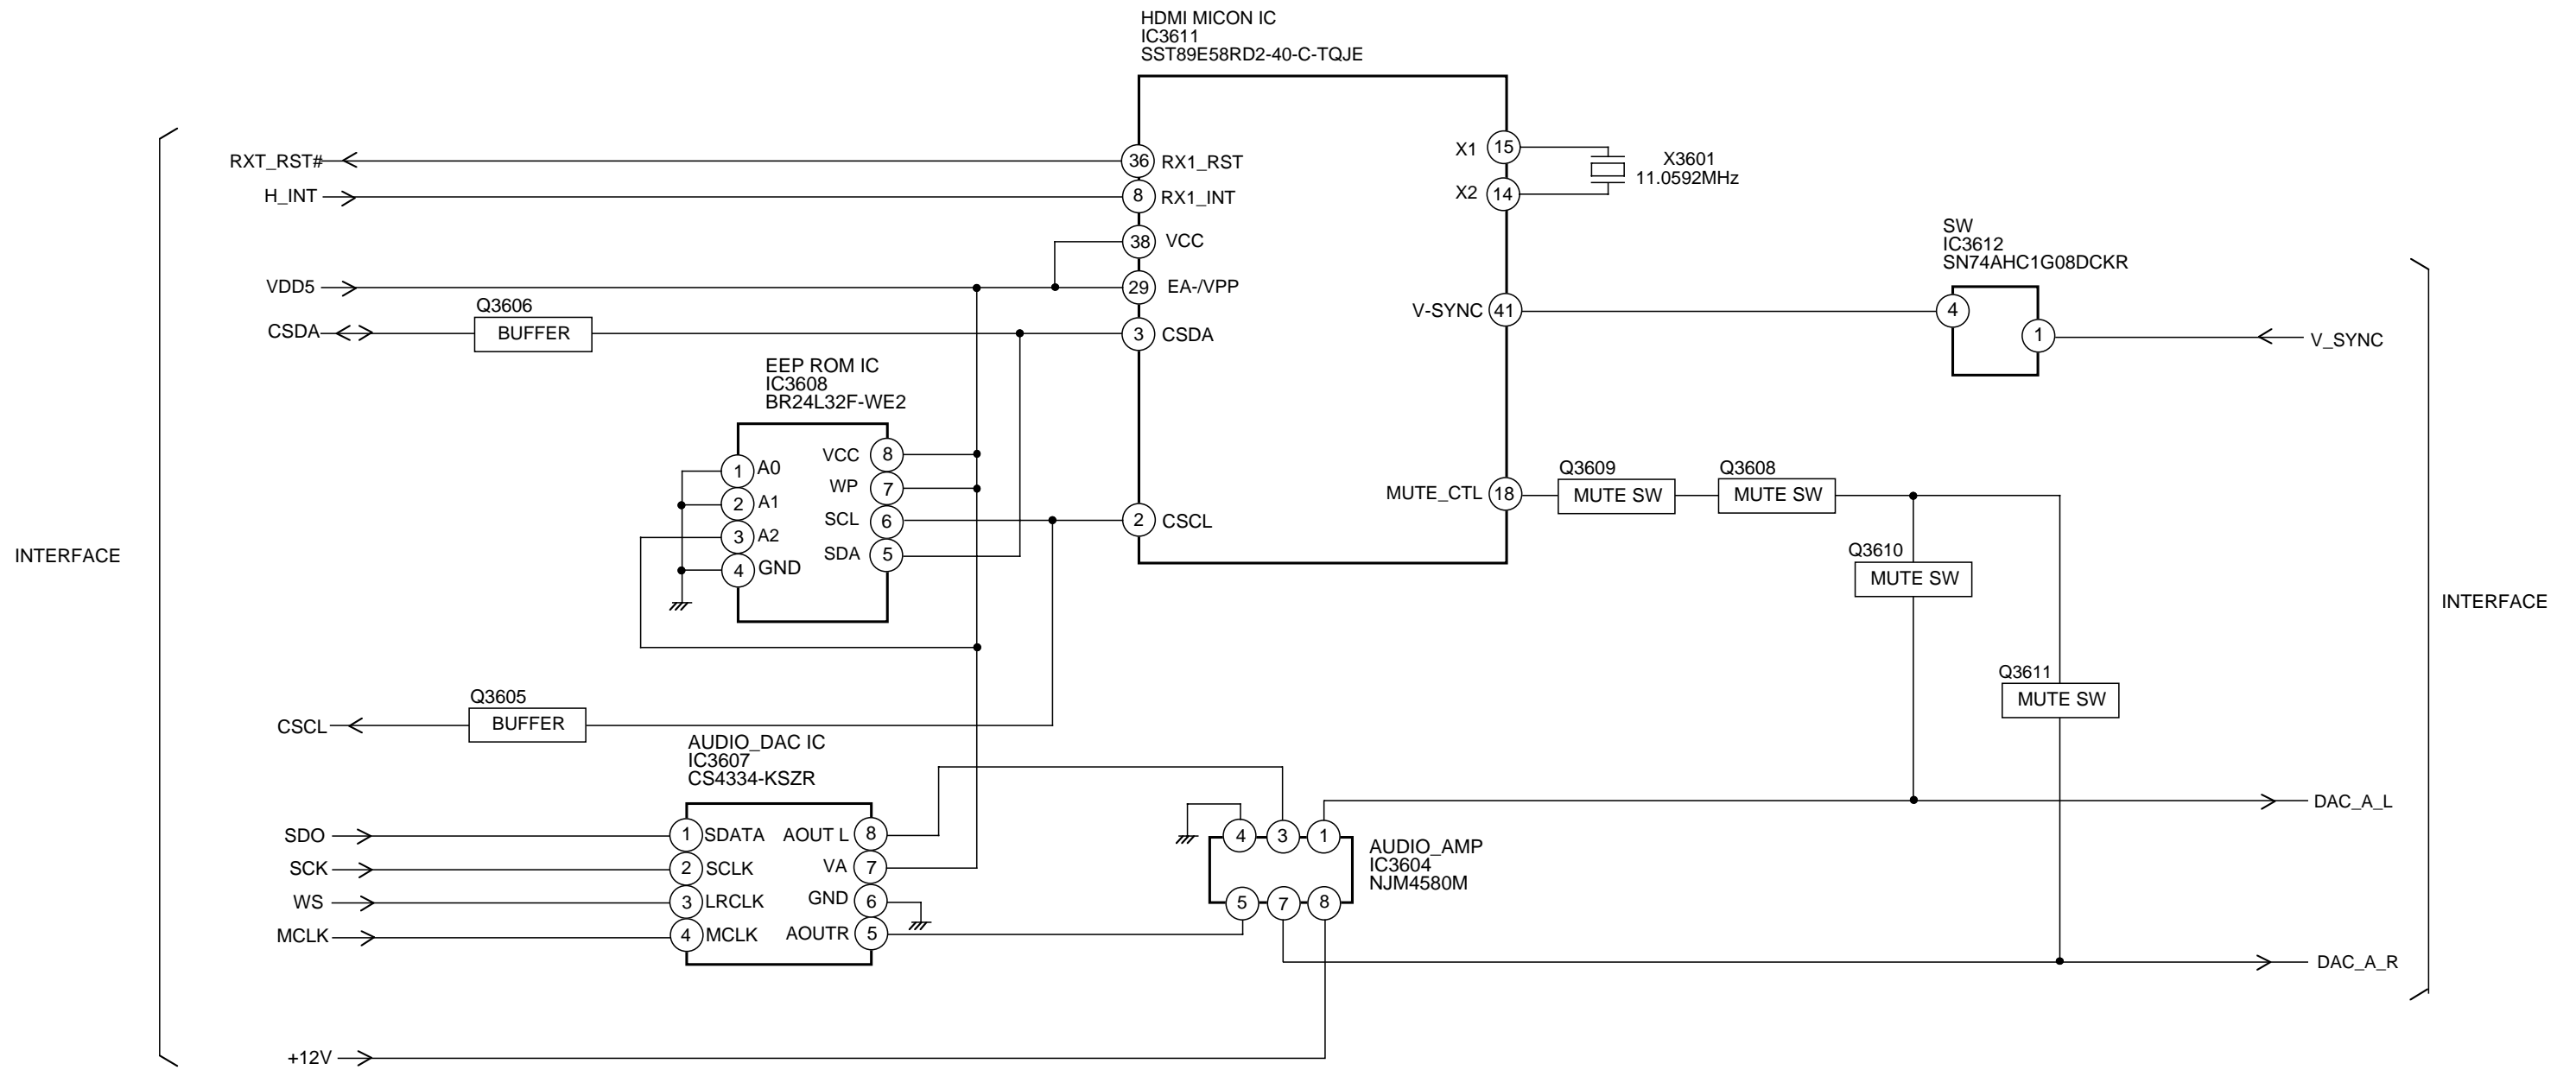 HDMI MICON IC
IC3611
SST89E58RD2-40-C-TQJE
RXT_RST#
36
RX1_RST
H_INT
8
RX1_INT
38
VCC
VDD5
29
EA-/VPP
CSDA
Q3606
BUFFER
3
CSDA
X1
15
X2
14
X3601
11.0592MHz
SW
IC3612
SN74AHC1G08DCKR
V-SYNC
41
4
1
V_SYNC
EEP ROM IC
IC3608
BR24L32F-WE2
1
A0
VCC
8
2
A1
WP
7
3
A2
SCL
6
4
GND
SDA
5
2
CSCL
MUTE_CTL
18
Q3609
MUTE SW
Q3608
MUTE SW
Q3610
MUTE SW
Q3611
MUTE SW
INTERFACE
INTERFACE
CSCL
Q3605
BUFFER
AUDIO_DAC IC
IC3607
CS4334-KSZR
SDO
1
SDATA
AOUT L
8
SCK
2
SCLK
VA
7
WS
3
LRCLK
GND
6
MCLK
4
MCLK
AOUTR
5
4
3
1
5
7
8
AUDIO_AMP
IC3604
NJM4580M
DAC_A_L
DAC_A_R
+12V